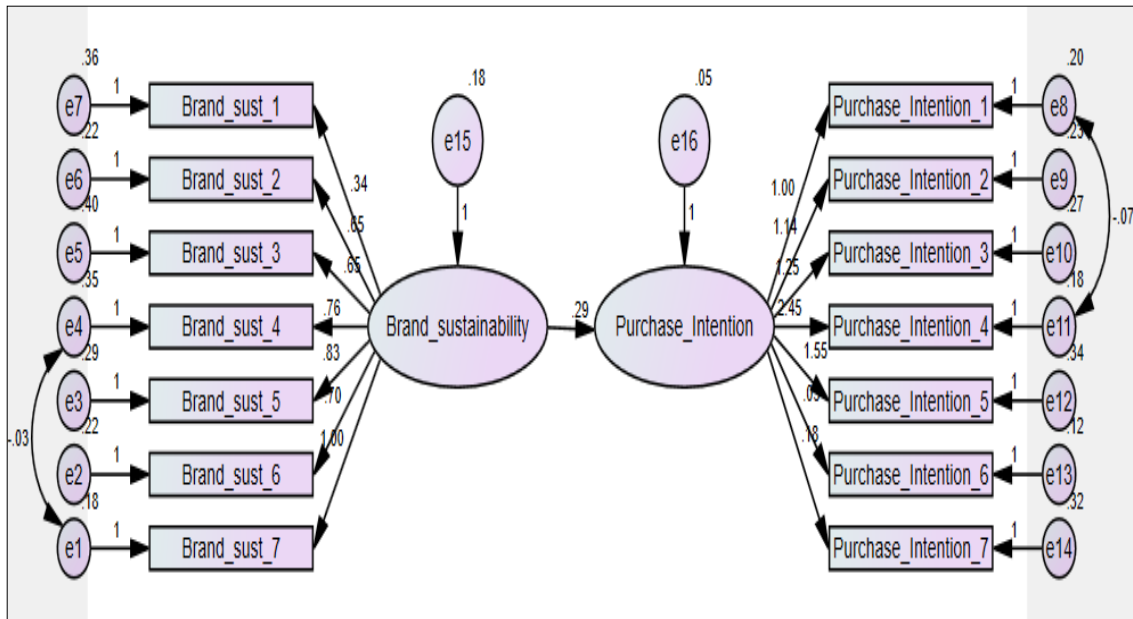 .36 .18 .05 .20
e7 1 Brand_sust_1 e15 e16 Purchase_Intention_1 1 e8
.22 .34 1.00
e6 1 Brand_sust_2 1 1 Purchase_Intention_2 1 e9
.40 .65 1.14 .27
e5 1 Brand_sust_3 Purchase_Intention_3 1 e10
.35 .65 1.25 .18 -.07
e4 1 Brand_sust_4 .76 Brand_sustainability .29 Purchase_Intention 2.45 Purchase_Intention_4 1 e11
.29 .83 1.55 .34
e3 1 Brand_sust_5 Purchase_Intention_5 1 e12
-.03 .22 .70 .12
e2 1 Brand_sust_6 Purchase_Intention_6 1 e13
.18 1.00 .18 .32
e1 1 Brand_sust_7 Purchase_Intention_7 1 e14